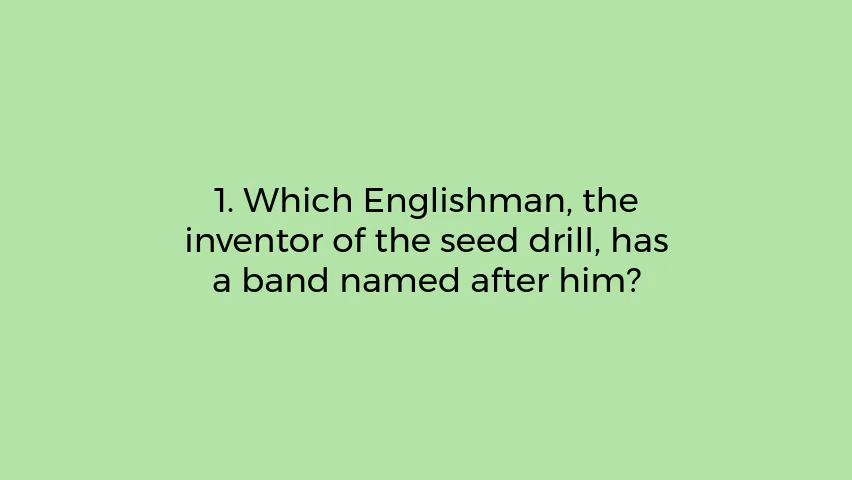 1. Which Englishman, the
inventor of the seed drill, has
a band named after him?